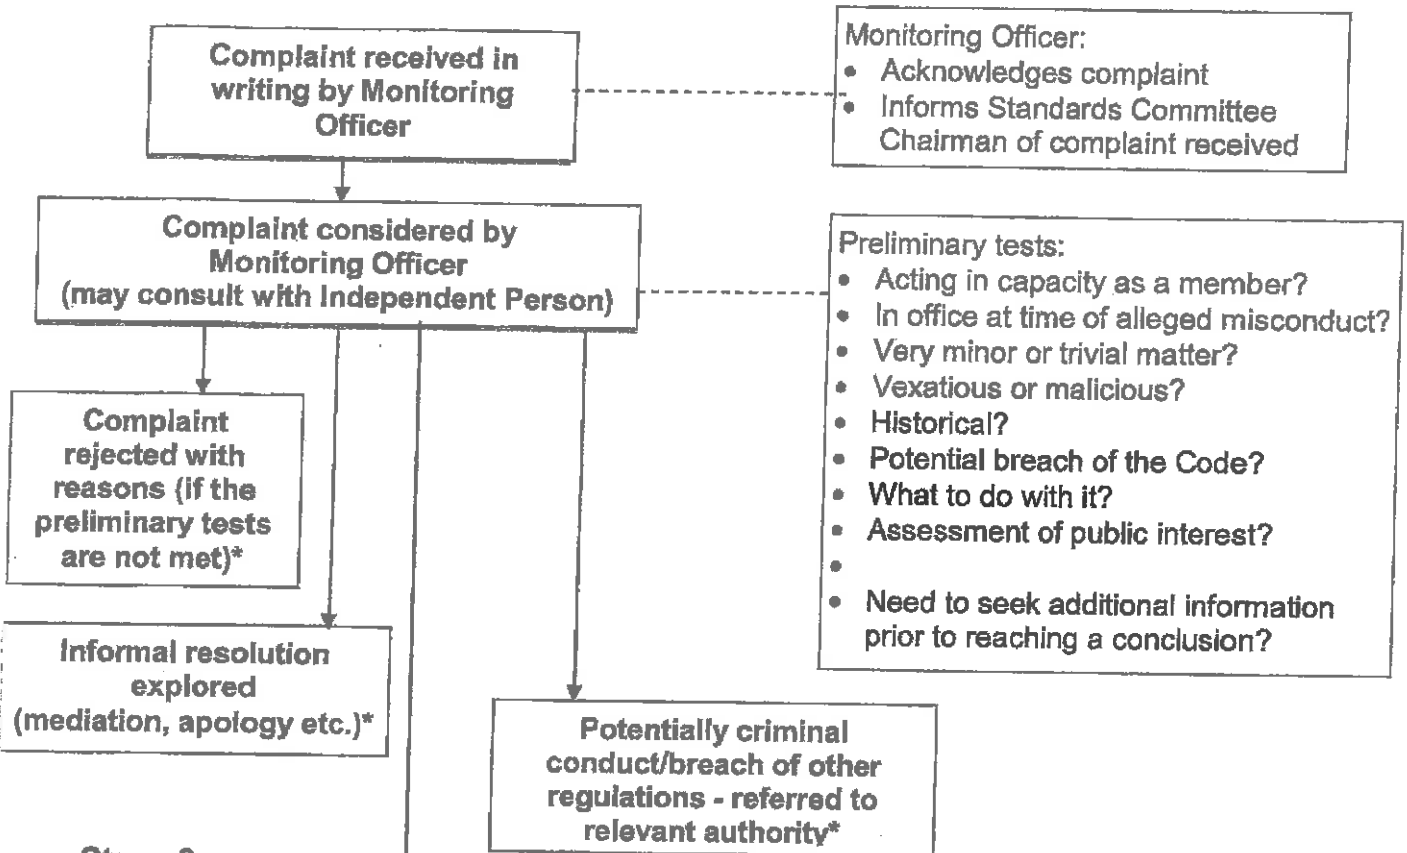 Complaint received in
writing by Monitoring
Officer
Monitoring Officer:
• Acknowledges complaint
• Informs Standards Committee
Chairman of complaint received
Complaint considered by
Monitoring Officer
(may consult with Independent Person)
Preliminary tests:
• Acting in capacity as a member?
• In office at time of alleged misconduct?
• Very minor or trivial matter?
• Vexatious or malicious?
• Historical?
• Potential breach of the Code?
• What to do with it?
• Assessment of public interest?
•
• Need to seek additional information
prior to reaching a conclusion?
Complaint
rejected with
reasons (if the
preliminary tests
are not met)*
Informal resolution
explored
(mediation, apology etc.)*
Potentially criminal
conduct/breach of other
regulations - referred to
relevant authority*